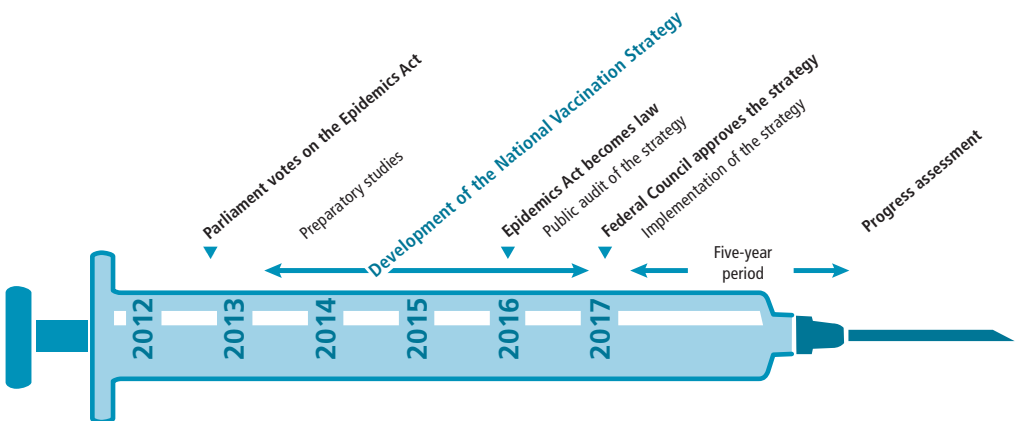 Parliament votes on the Epidemics Act
Preparatory studies
Development of the National Vaccination Strategy
Epidemics Act becomes law
Public audit of the strategy
Federal Council approves the strategy
Implementation of the strategy
Progress assessment
Five-year
period
2012
2013
2014
2015
2016
2017